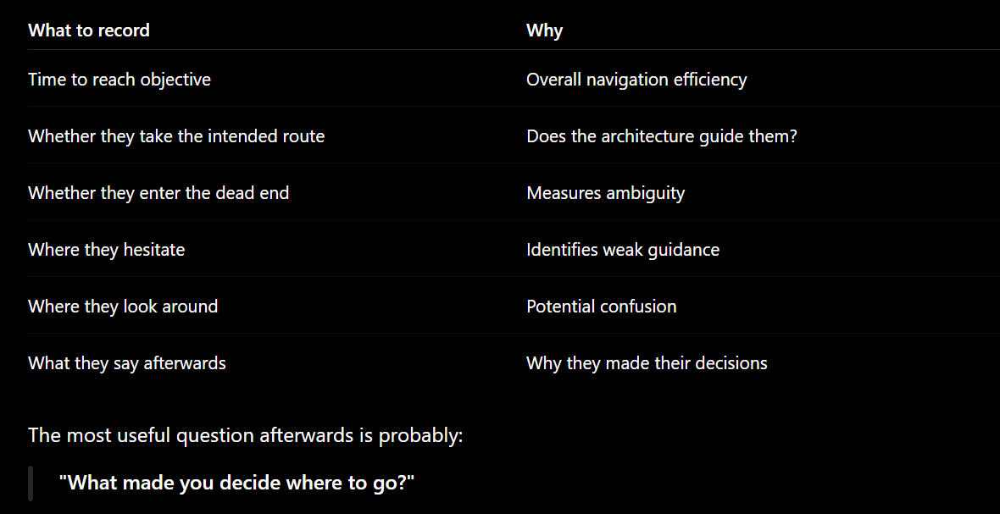 What to record Why
Time to reach objective Overall navigation efficiency
Whether they take the intended route Does the architecture guide them?
Whether they enter the dead end Measures ambiguity
Where they hesitate Identifies weak guidance
Where they look around Potential confusion
What they say afterwards Why they made their decisions
The most useful question afterwards is probably:
"What made you decide where to go?"